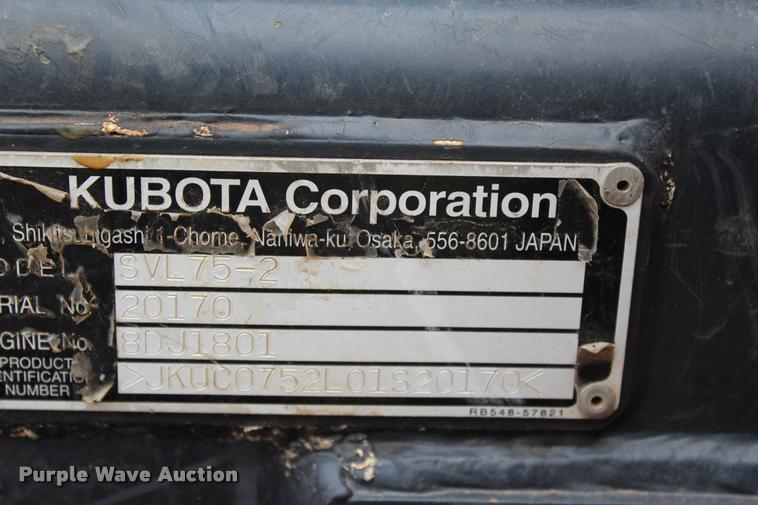 KUBOTA Corporation
Shikitsuhigashi 1-Chome, Naniwa-ku, Osaka, 556-8601 JAPAN
ODEL SVL75-2
RIAL No. 20170
GINE No. 8DJ1801
PRODUCT
ENTIFICATIO >JKUC0752L01S20170<
NUMBER
RB548-57821
Purple Wave Auction